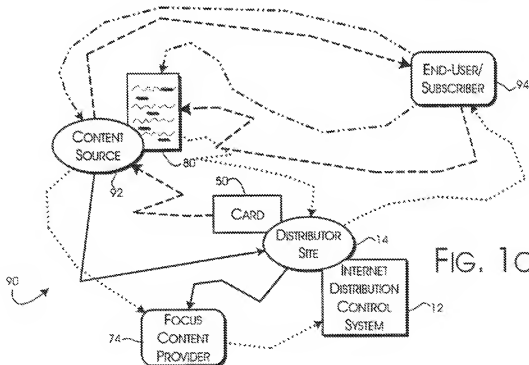 END-USER/
SUBSCRIBER
94
CONTENT
SOURCE
92
80
50
CARD
DISTRIBUTOR
SITE
14
FIG. 1C
INTERNET
DISTRIBUTION
CONTROL
SYSTEM
12
90
74
FOCUS
CONTENT
PROVIDER